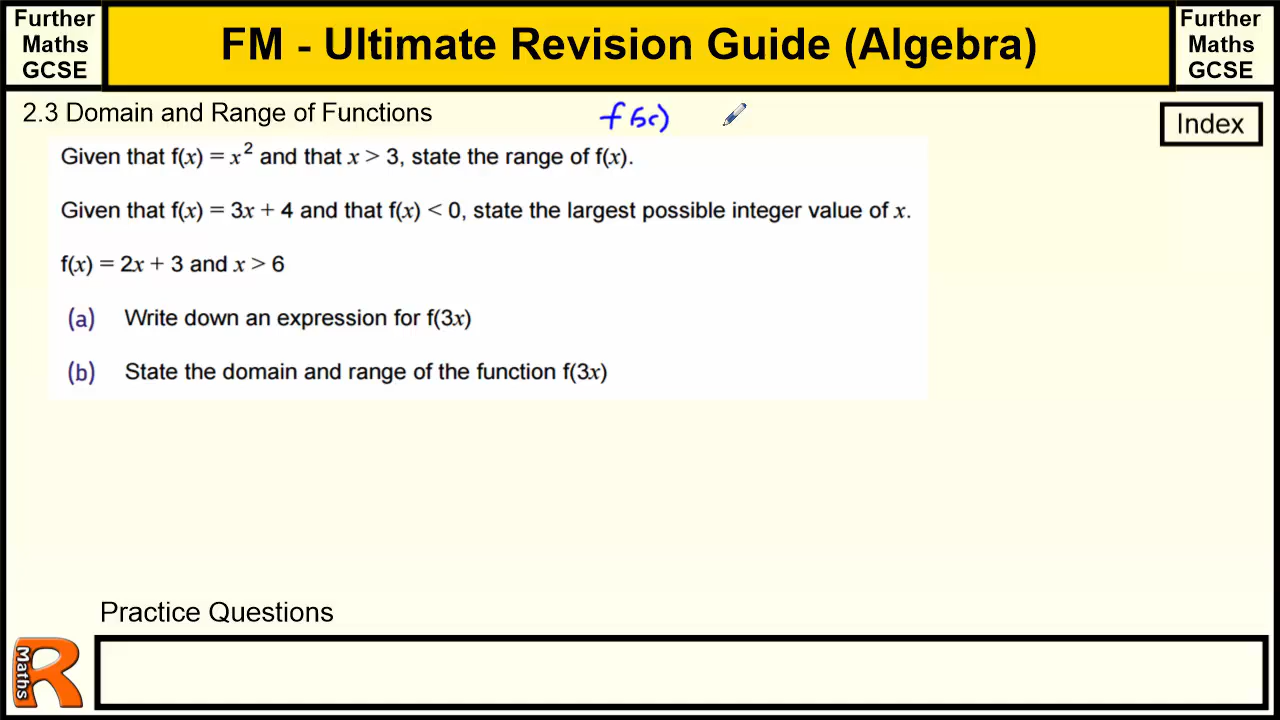 Further
Maths
GCSE
FM - Ultimate Revision Guide (Algebra)
Further
Maths
GCSE
2.3 Domain and Range of Functions
f(x)
Index
Given that f(x) = x² and that x > 3, state the range of f(x).
Given that f(x) = 3x + 4 and that f(x) < 0, state the largest possible integer value of x.
f(x) = 2x + 3 and x > 6
(a) Write down an expression for f(3x)
(b) State the domain and range of the function f(3x)
Practice Questions
R
Maths